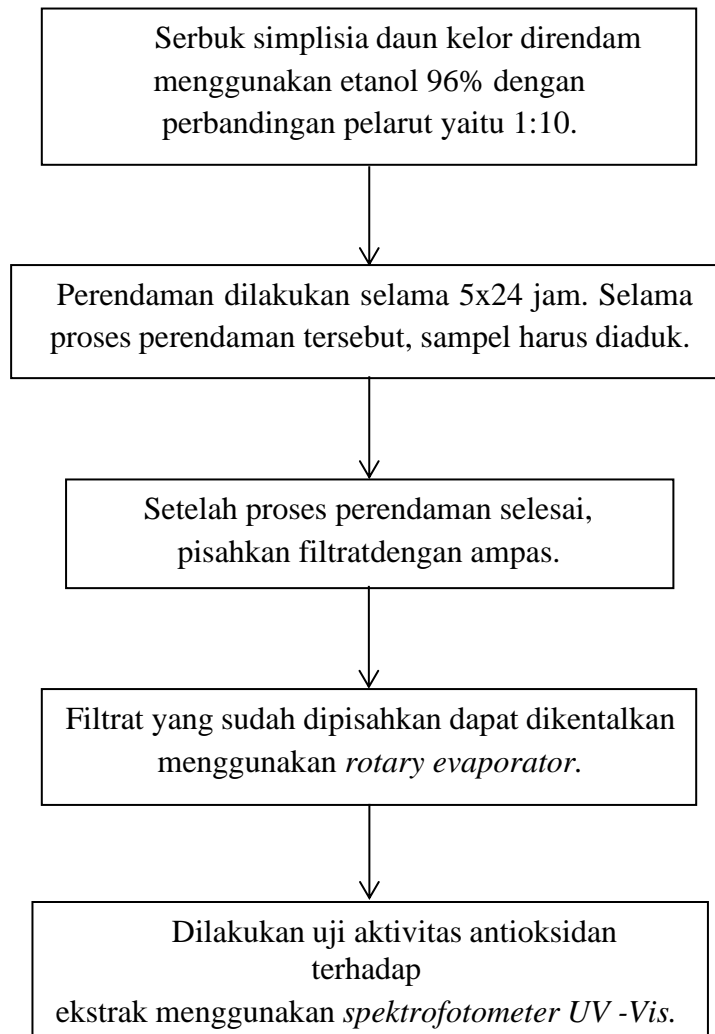 Serbuk simplisia daun kelor direndam
menggunakan etanol 96% dengan
perbandingan pelarut yaitu 1:10.
Perendaman dilakukan selama 5x24 jam. Selama
proses perendaman tersebut, sampel harus diaduk.
Setelah proses perendaman selesai,
pisahkan filtratdengan ampas.
Filtrat yang sudah dipisahkan dapat dikentalkan
menggunakan rotary evaporator.
Dilakukan uji aktivitas antioksidan
terhadap
ekstrak menggunakan spektrofotometer UV -Vis.